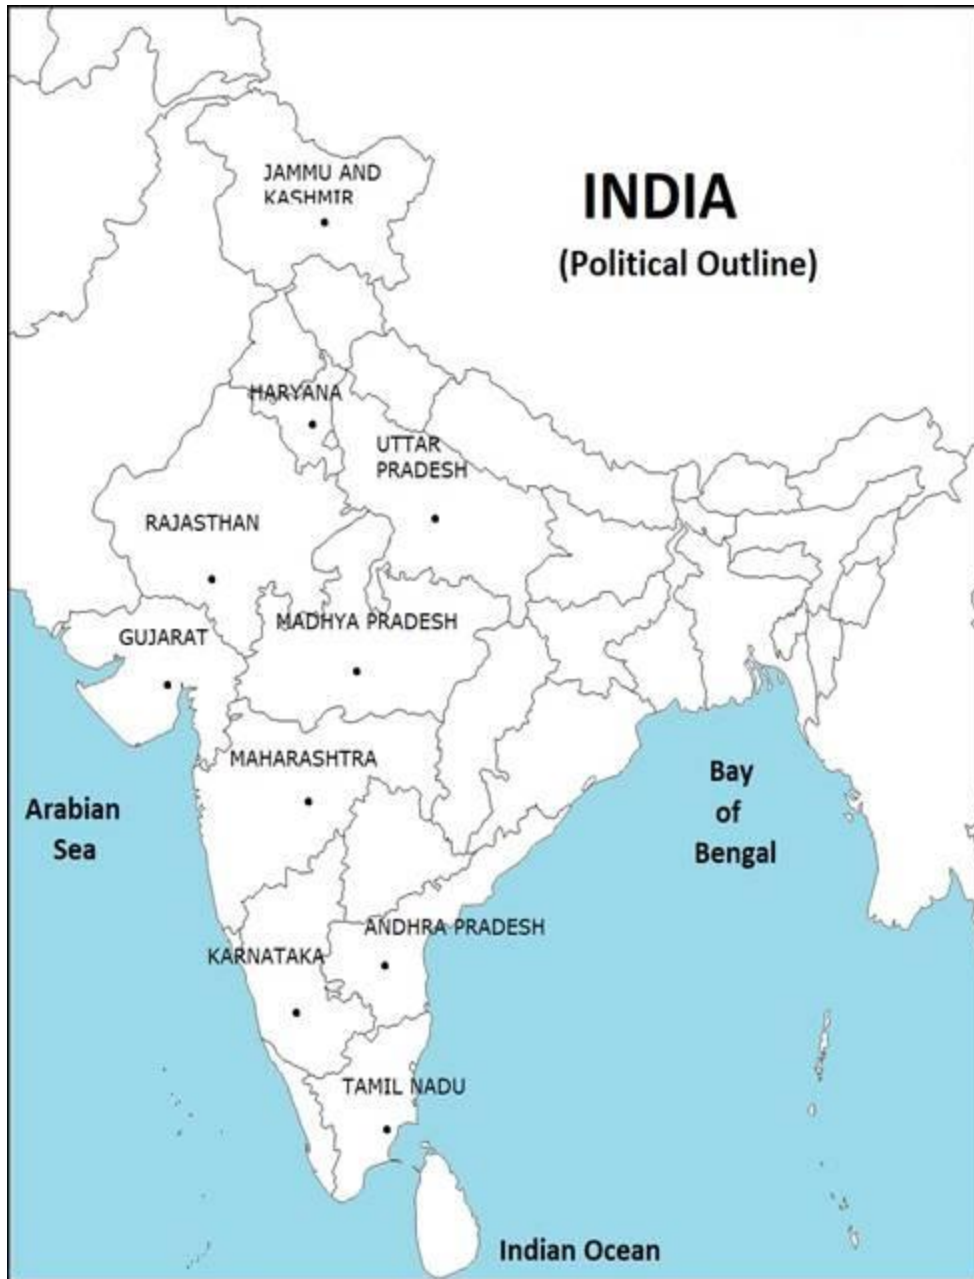 JAMMU AND
KASHMIR
INDIA
(Political Outline)
HARYANA
UTTAR
PRADESH
RAJASTHAN
MADHYA PRADESH
GUJARAT
MAHARASHTRA
Arabian
Sea
Bay
of
Bengal
ANDHRA PRADESH
KARNATAKA
TAMIL NADU
Indian Ocean